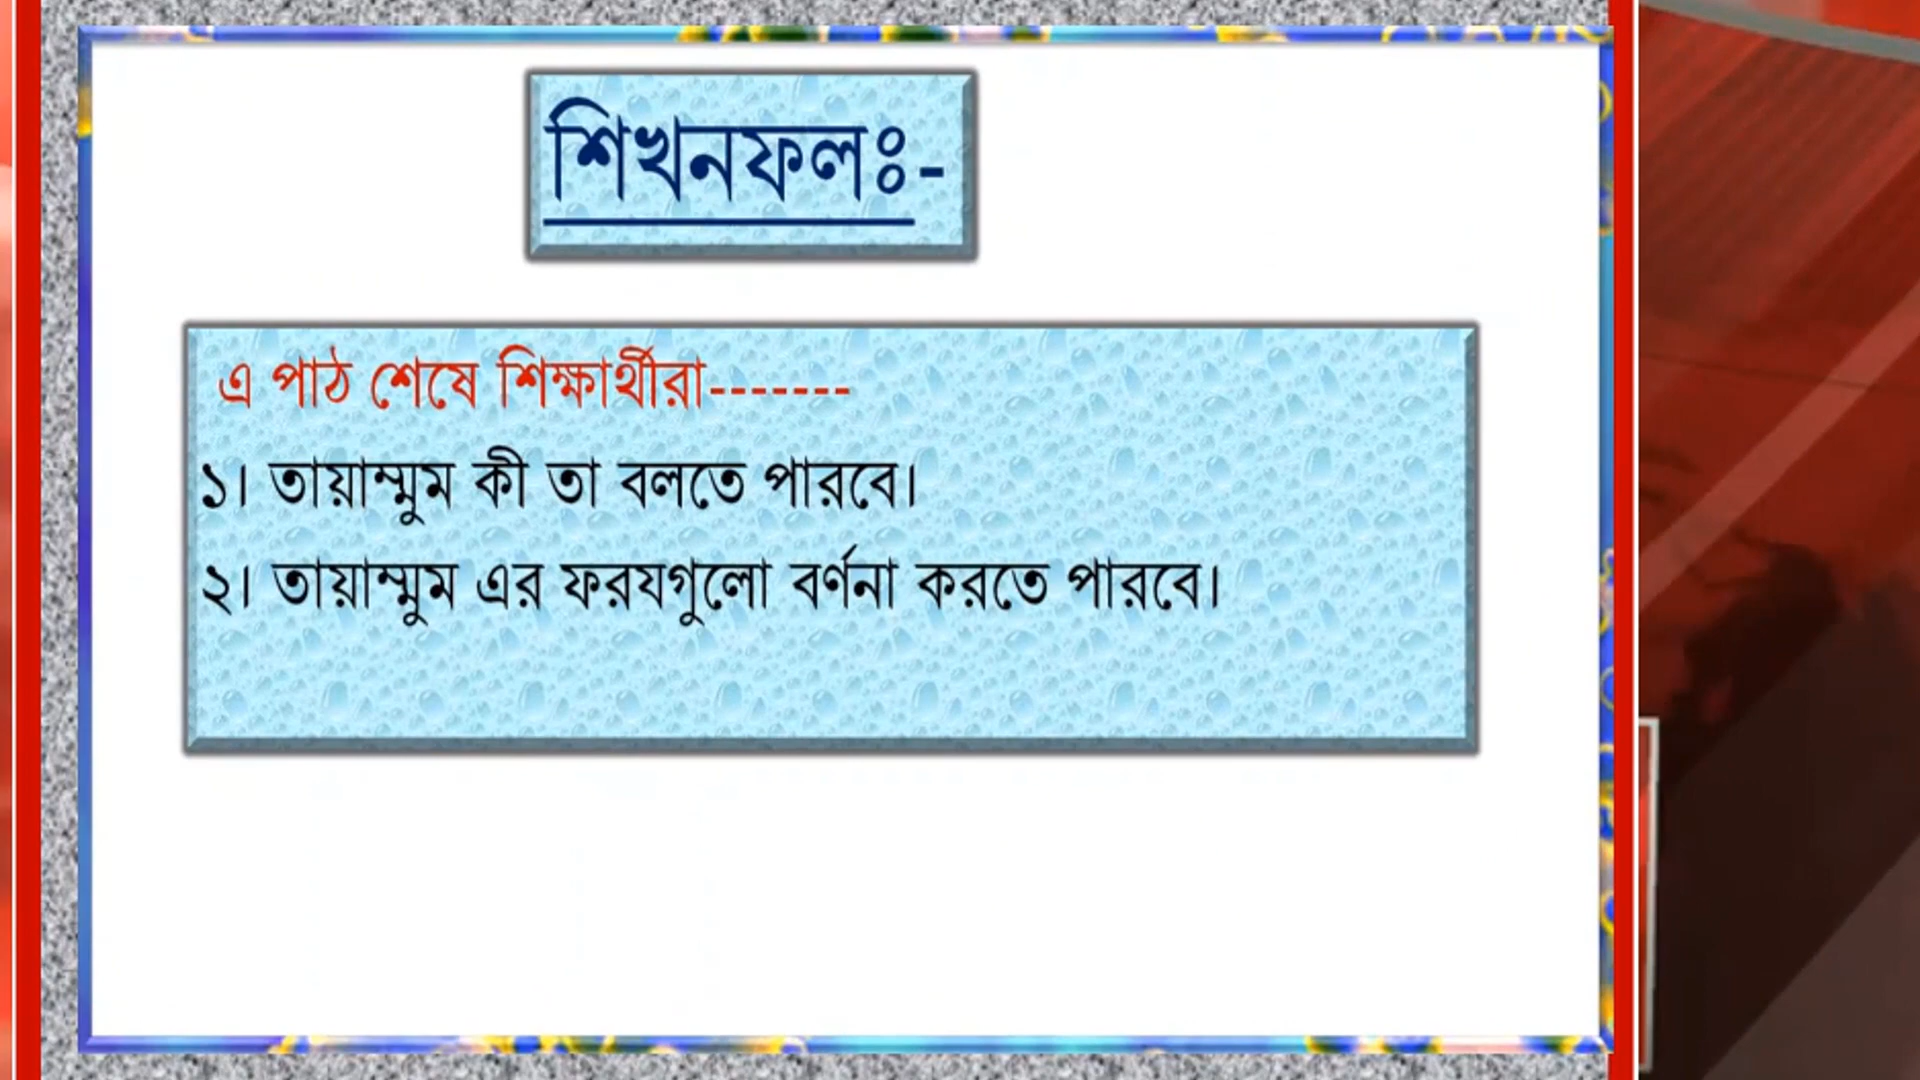 শিখনফলঃ-
এ পাঠ শেষে শিক্ষার্থীরা-------
১। তায়াম্মুম কী তা বলতে পারবে।
২। তায়াম্মুম এর ফরযগুলো বর্ণনা করতে পারবে।